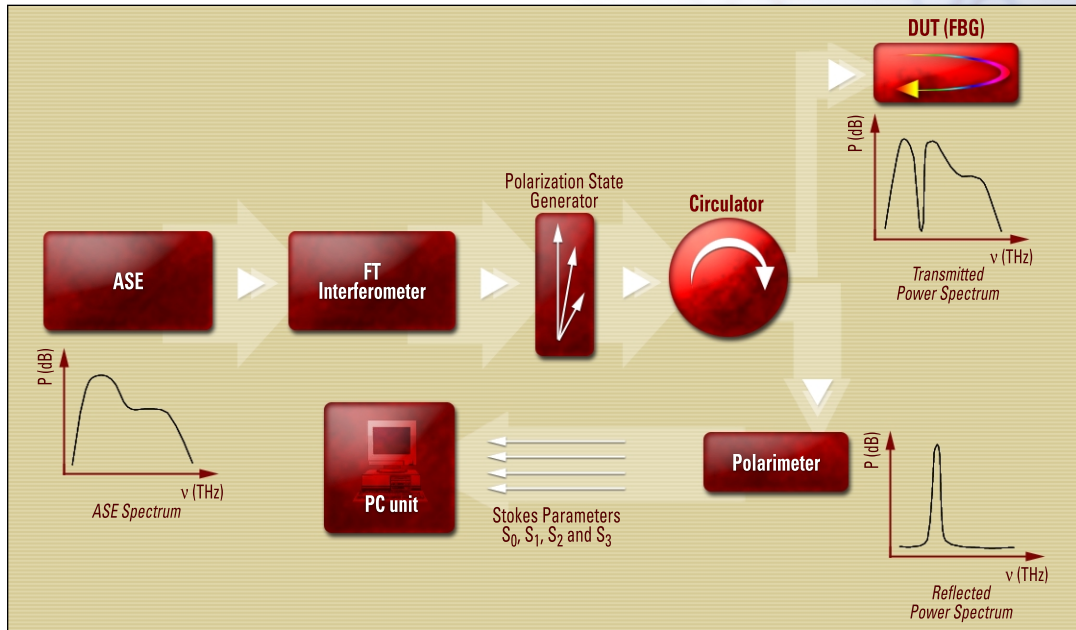 DUT (FBG)
P (dB)
ν (THz)
Transmitted
Power Spectrum
Polarization State
Generator
Circulator
ASE
FT
Interferometer
P (dB)
ν (THz)
ASE Spectrum
PC unit
Stokes Parameters
S₀, S₁, S₂ and S₃
Polarimeter
P (dB)
ν (THz)
Reflected
Power Spectrum